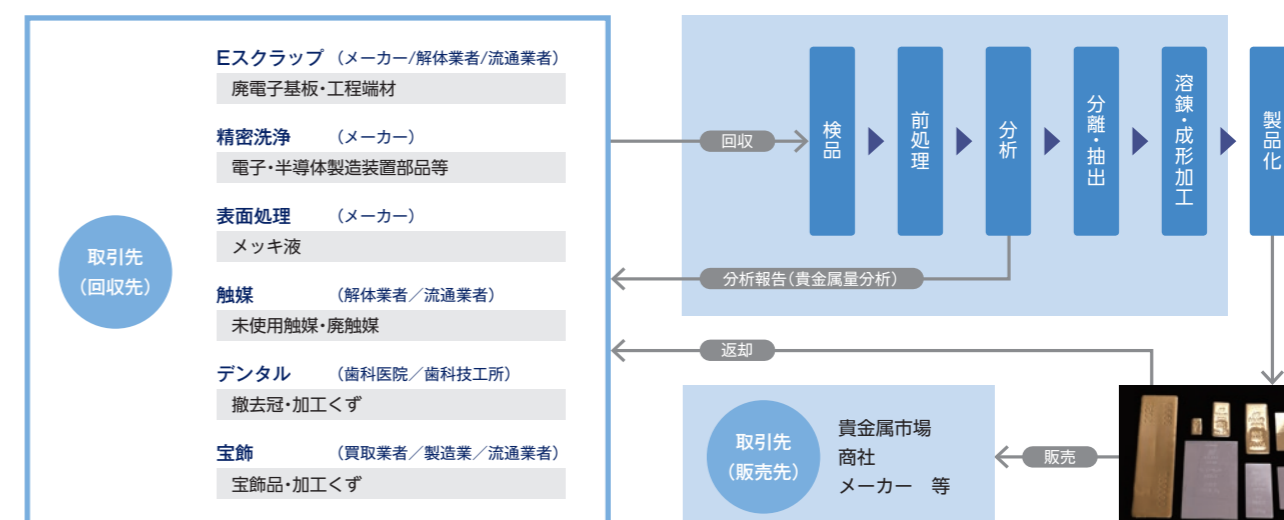 取引先
（回収先）
Eスクラップ （メーカー/解体業者/流通業者）
廃電子基板・工程端材
精密洗浄 （メーカー）
電子・半導体製造装置部品等
表面処理 （メーカー）
メッキ液
触媒 （解体業者／流通業者）
未使用触媒・廃触媒
デンタル （歯科医院／歯科技工所）
撤去冠・加工くず
宝飾 （買取業者／製造業／流通業者）
宝飾品・加工くず
回収
検品
前処理
分析
分離・抽出
溶錬・成形加工
製品化
分析報告（貴金属量分析）
返却
取引先
（販売先）
貴金属市場
商社
メーカー 等
販売